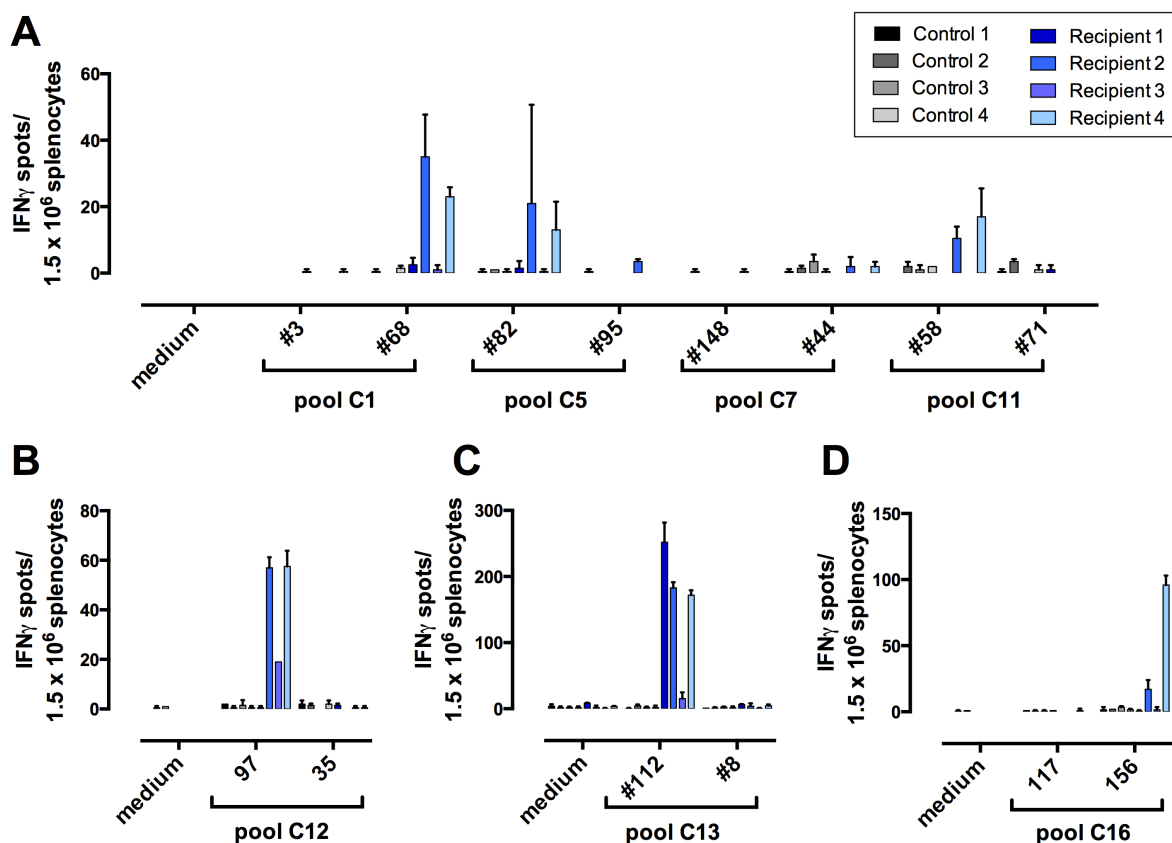 A
Control 1
Control 2
Control 3
Control 4
Recipient 1
Recipient 2
Recipient 3
Recipient 4
IFNγ spots/
1.5 x 10⁶ splenocytes
60
40
20
0
medium
#3
#68
#82
#95
#148
#44
#58
#71
pool C1
pool C5
pool C7
pool C11
B
IFNγ spots/
1.5 x 10⁶ splenocytes
80
60
40
20
0
medium
97
35
pool C12
C
IFNγ spots/
1.5 x 10⁶ splenocytes
300
200
100
0
medium
#112
#8
pool C13
D
IFNγ spots/
1.5 x 10⁶ splenocytes
150
100
50
0
medium
117
156
pool C16